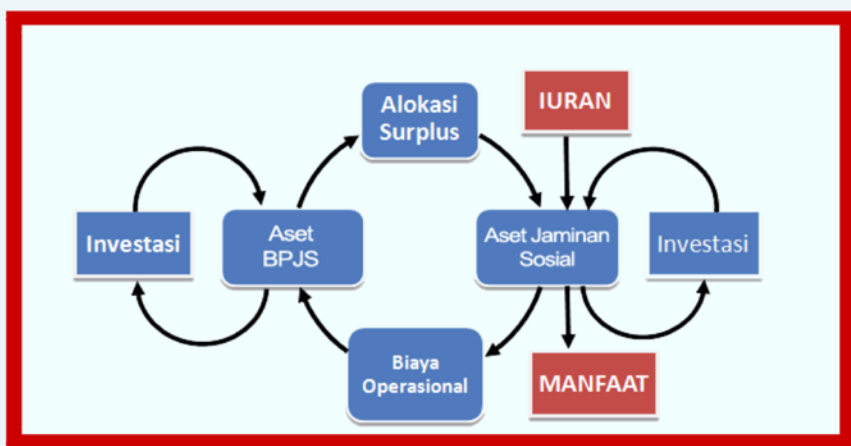 Alokasi
Surplus
IURAN
Investasi
Aset
BPJS
Aset Jaminan
Sosial
Investasi
Biaya
Operasional
MANFAAT